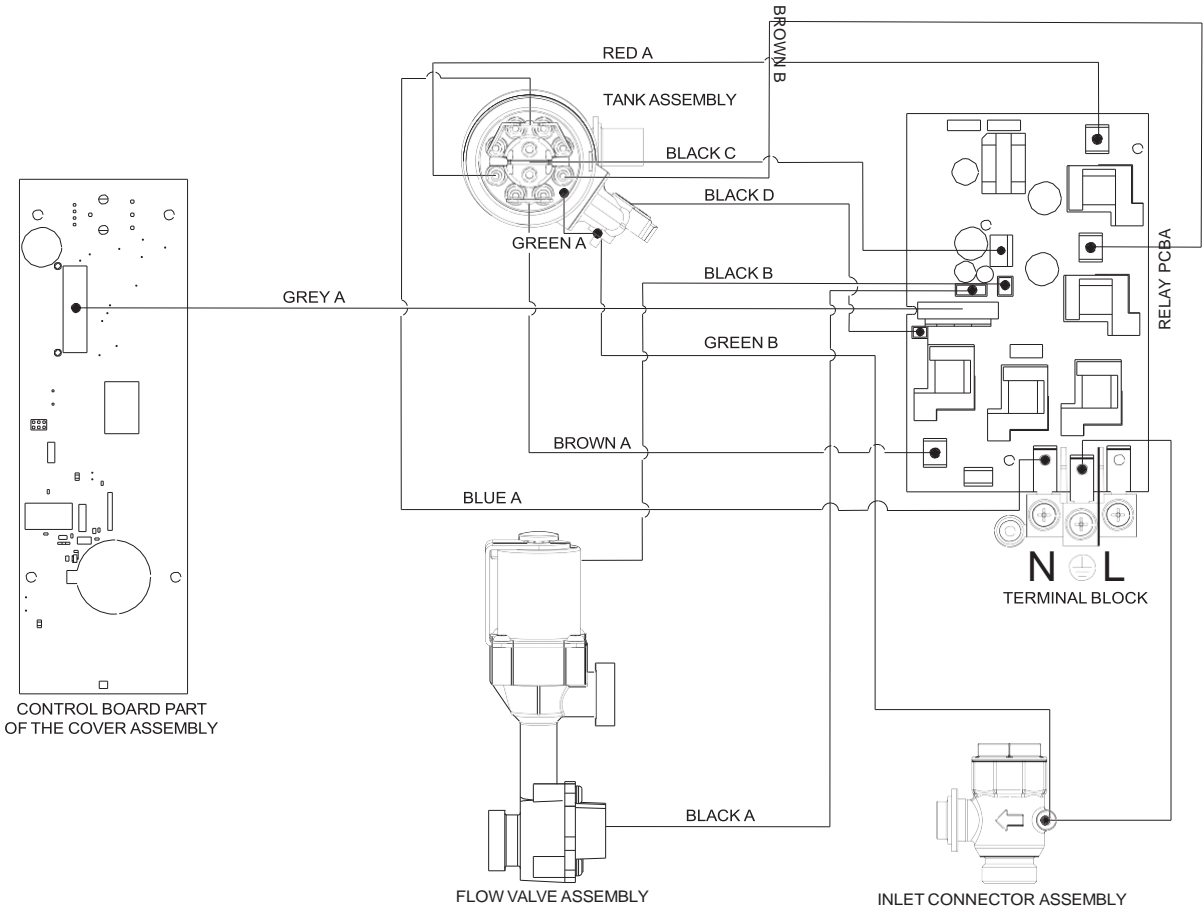 BROWN B
RED A
TANK ASSEMBLY
BLACK C
BLACK D
GREEN A
BLACK B
GREY A
RELAY PCBA
GREEN B
BROWN A
BLUE A
N L
TERMINAL BLOCK
CONTROL BOARD PART
OF THE COVER ASSEMBLY
BLACK A
FLOW VALVE ASSEMBLY
INLET CONNECTOR ASSEMBLY